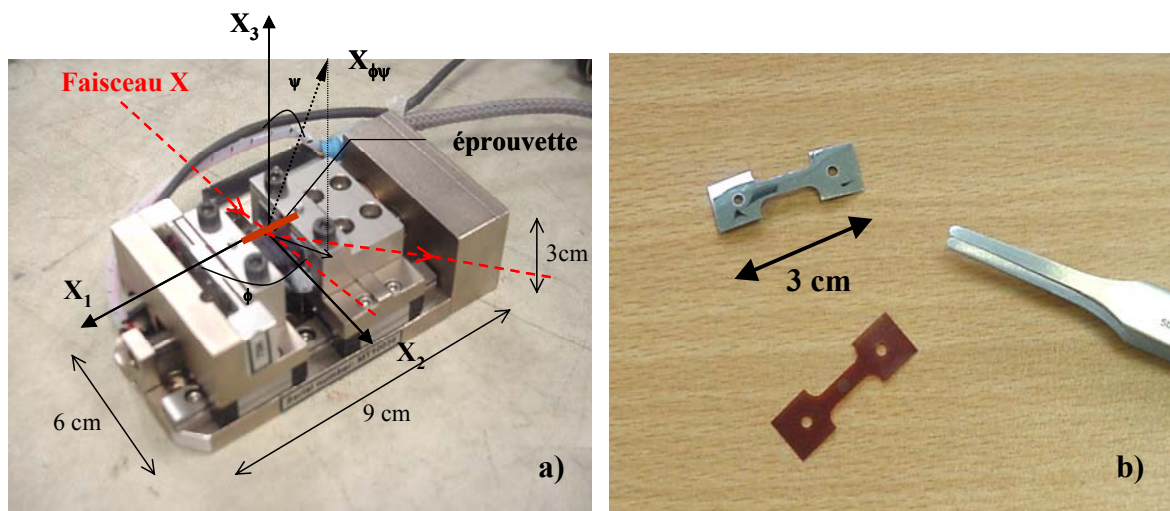 X3
ψ
Xϕψ
Faisceau X
éprouvette
3cm
X1
ϕ
X2
6 cm
9 cm
a)
3 cm
b)